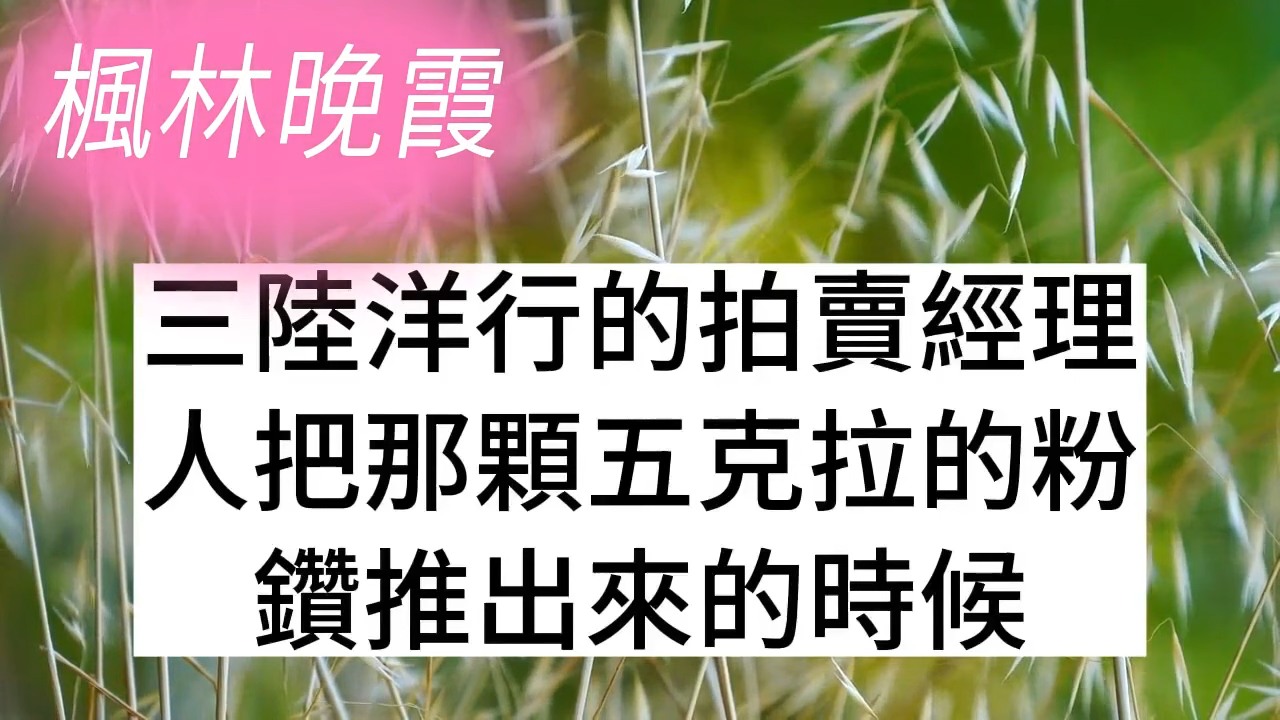 楓林晚霞
三陸洋行的拍賣經理
人把那顆五克拉的粉
鑽推出來的時候